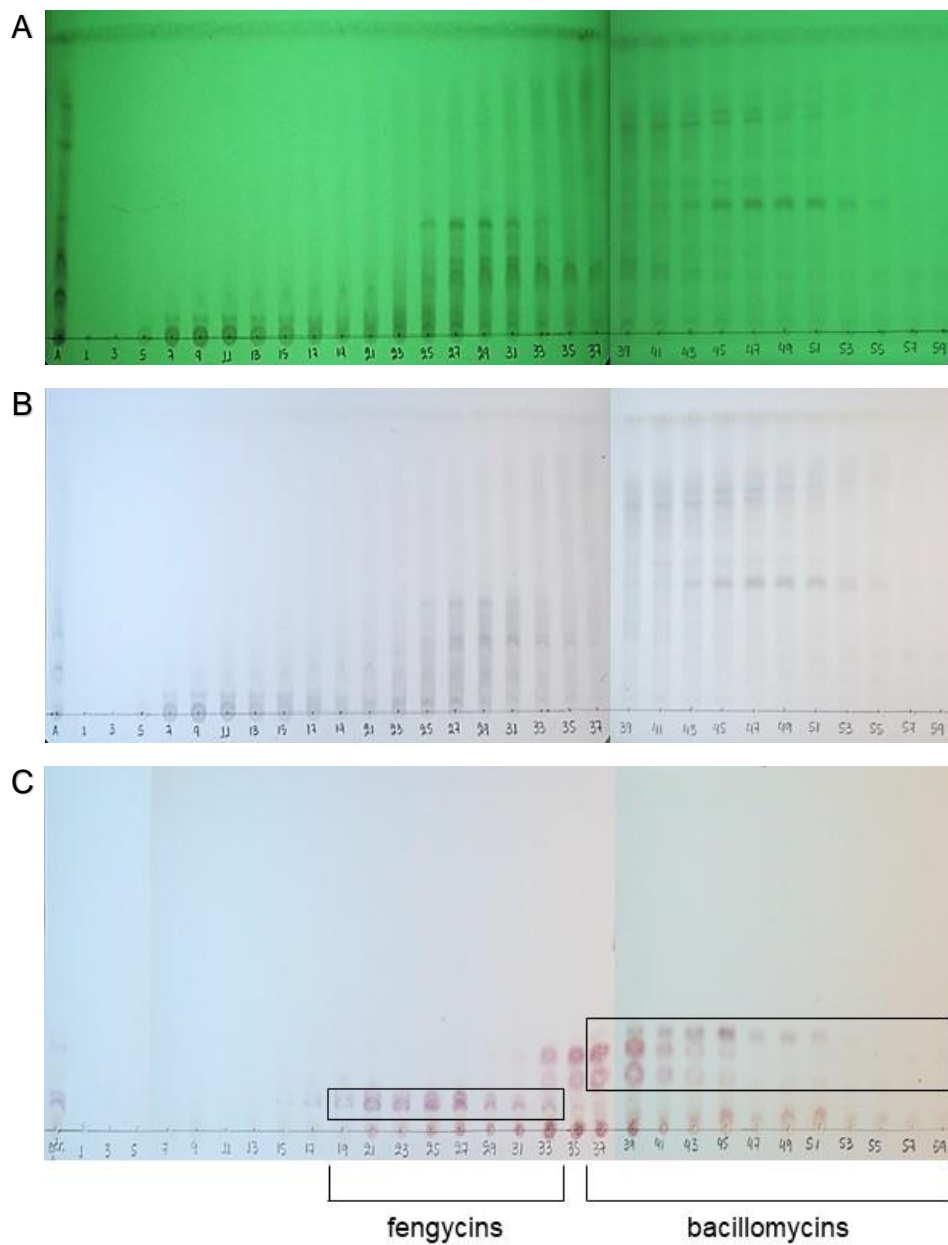 A
A 1 3 5 7 9 11 13 15 17 19 21 23 25 27 29 31 33 35 37 39 41 43 45 47 49 51 53 55 57 59
B
A 1 3 5 7 9 11 13 15 17 19 21 23 25 27 29 31 33 35 37 39 41 43 45 47 49 51 53 55 57 59
C
1 3 5 7 9 11 13 15 17 19 21 23 25 27 29 31 33 35 37 39 41 43 45 47 49 51 53 55 57 59
fengycins bacillomycins